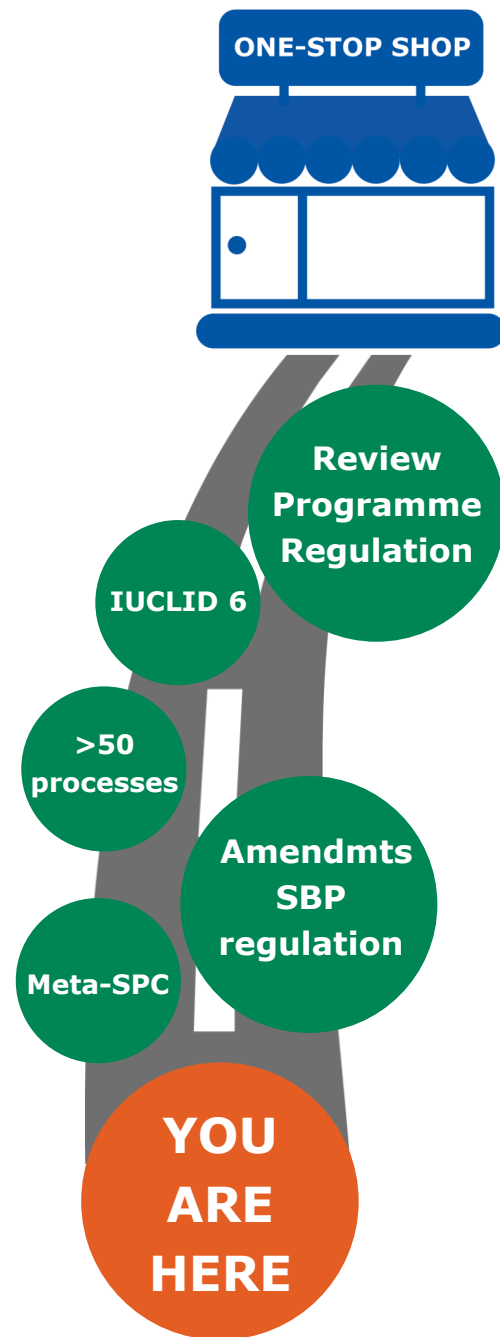 ONE-STOP SHOP
Review
Programme
Regulation
IUCLID 6
>50
processes
Amendmts
SBP
regulation
Meta-SPC
YOU
ARE
HERE